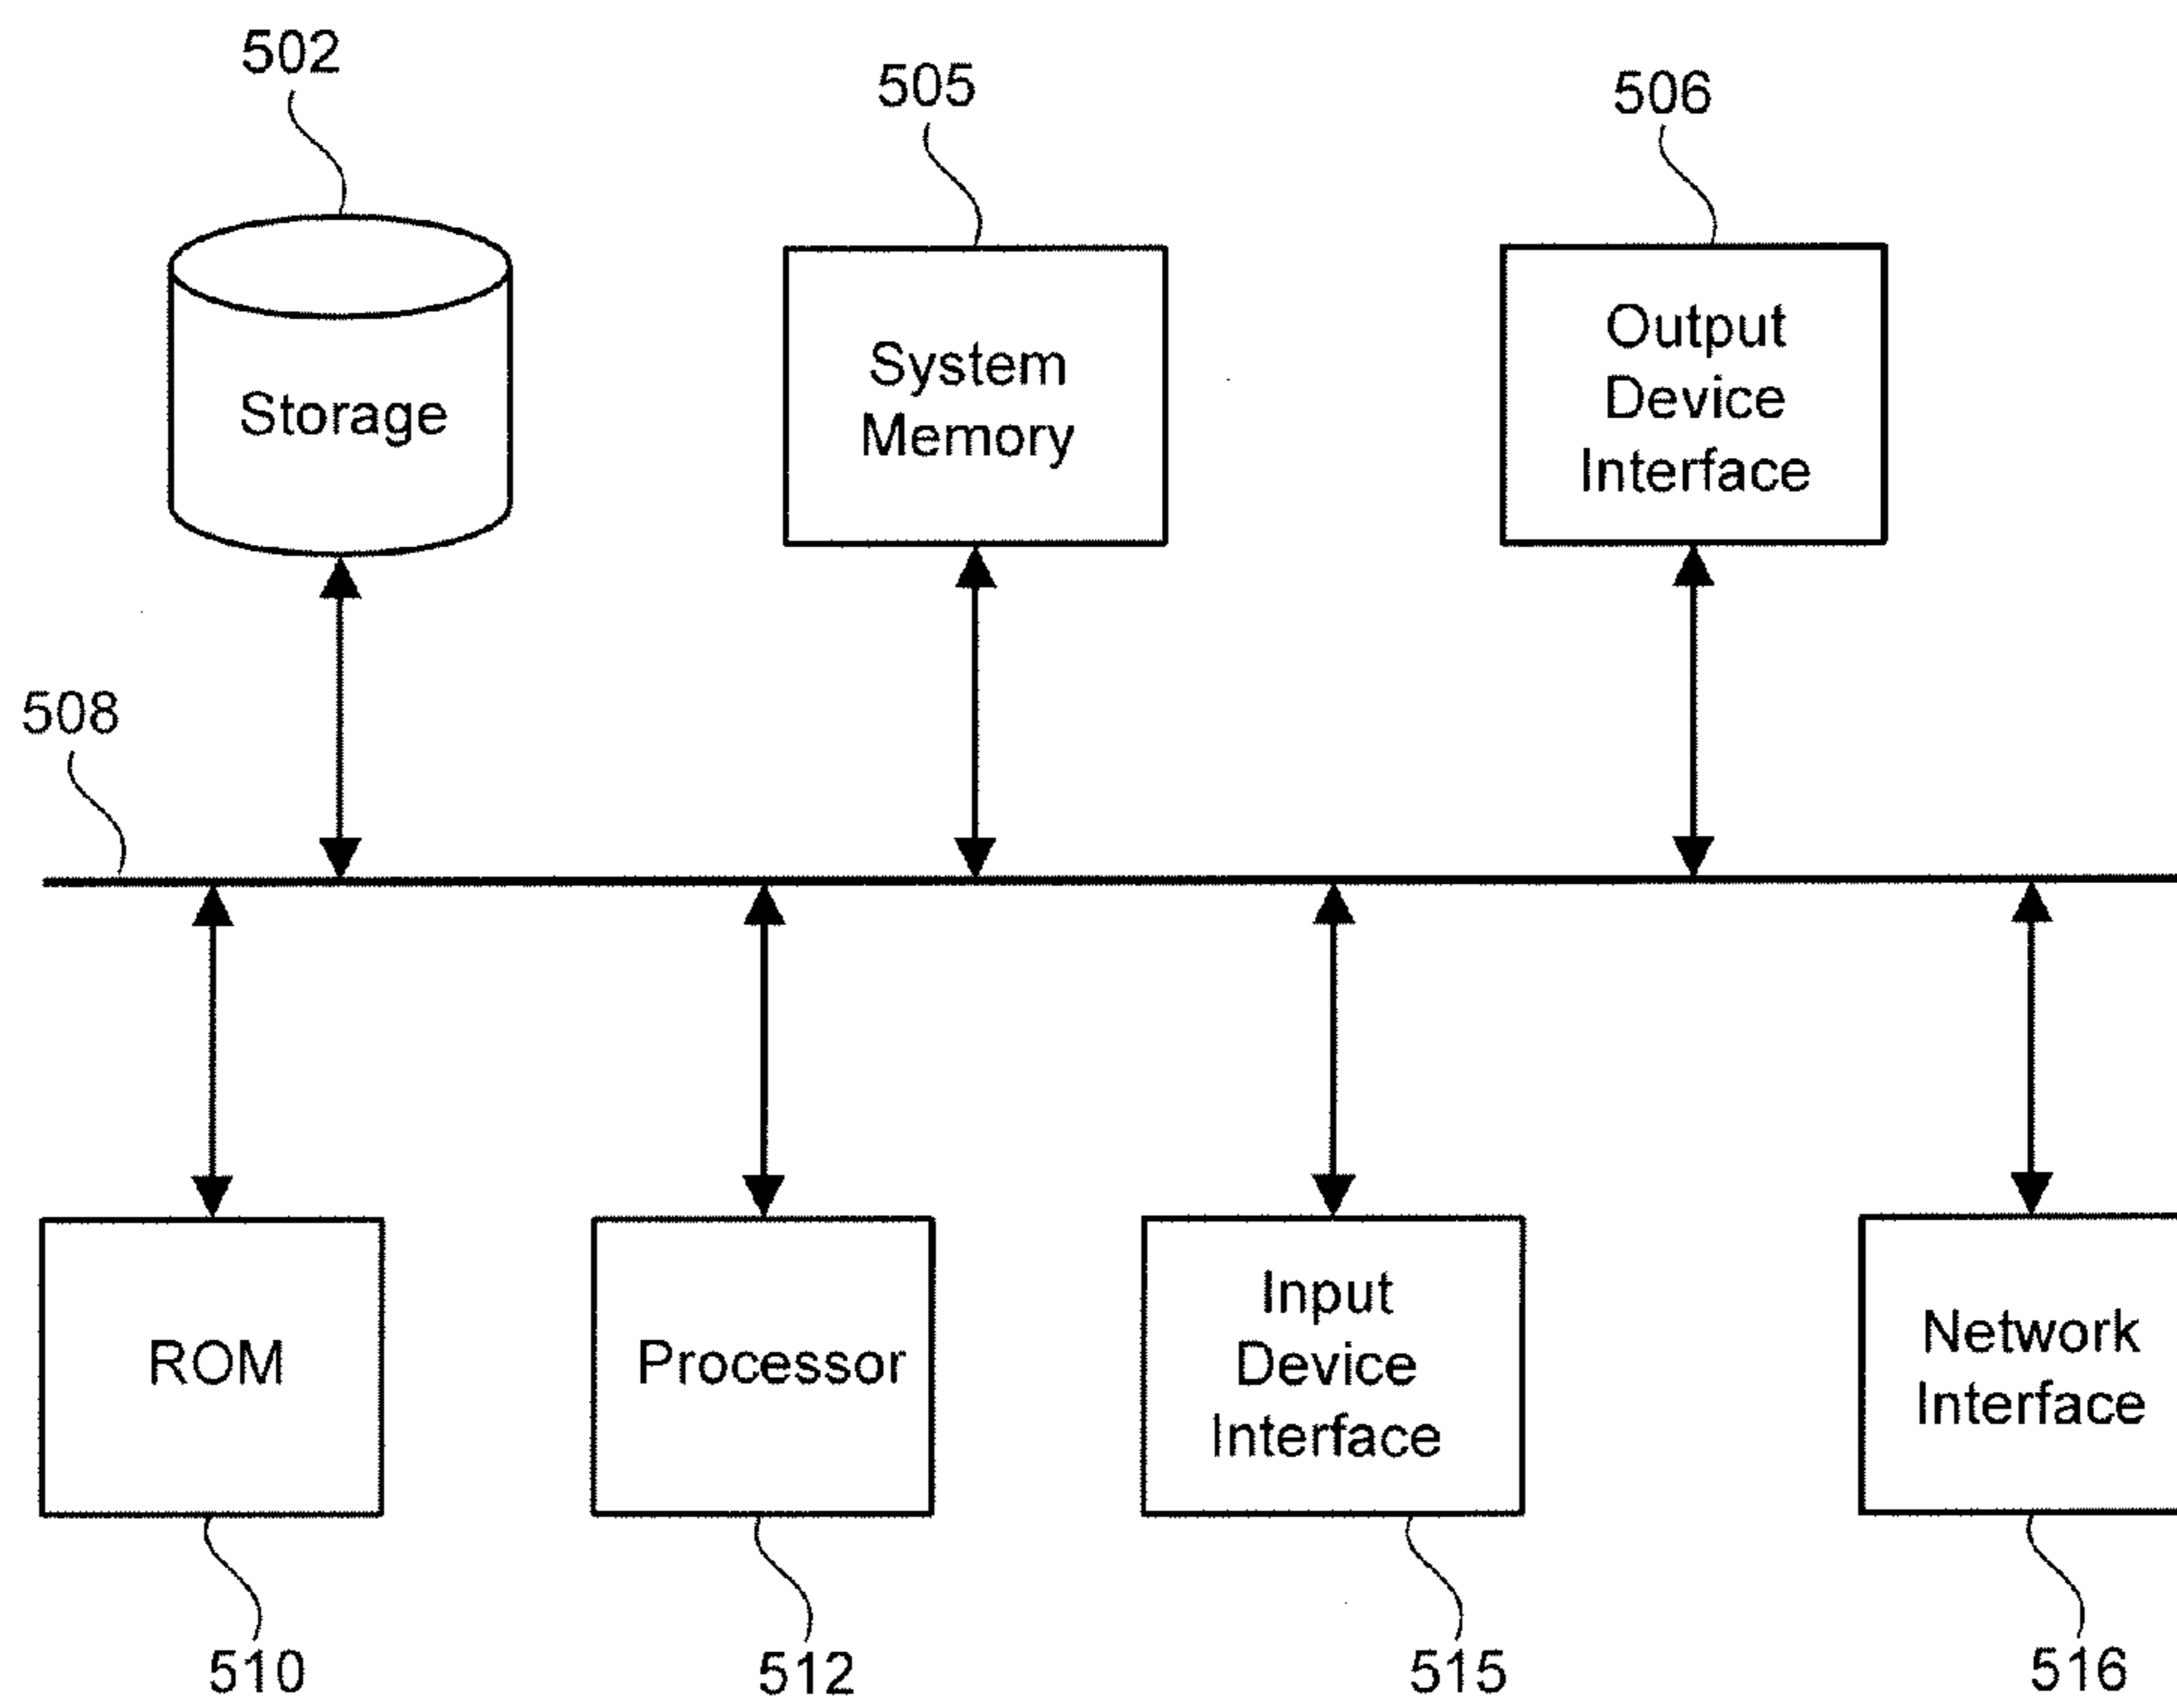 502
505
506
Storage
System
Memory
Output
Device
Interface
508
ROM
Processor
Input
Device
Interface
Network
Interface
510
512
515
516